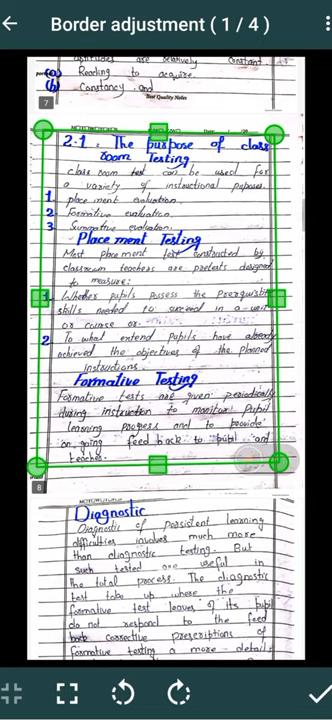 Border adjustment ( 1 / 4 )
aptitudes are relatively constant.
(a) Reading to acquire.
(b) Constancy and
7
Best Quality Notes
2.1. The purpose of class
room Testing
class room test can be used for
a variety of instructional purposes.
1. place ment evaluation.
2. Formative evaluation.
3. Summative evaluation.
Place ment Testing
Most place ment test constructed by
classroom teachers are pretests designed
to measure:
1. Whether pupils possess the Prerequisite
skills needed to succeed in a unit
or course or.
2 To what extend Pupils have already
achieved the objectives of the Planned
instructions.
Formative Testing
Formative tests are given periodically
during instruction to monitor Pupil
learning progress and to provide
on going feed back to pupil and
teacher.
8
Diagnostic
Diagnostic of persistent learning
difficulties involves much more
than diagnostic testing. But
such tested are useful in
the total process. The diagnostic
test take up where the
formative test leaves of its pupil
do not respond to the feed
back corrective prescriptions of
formative testing a more details